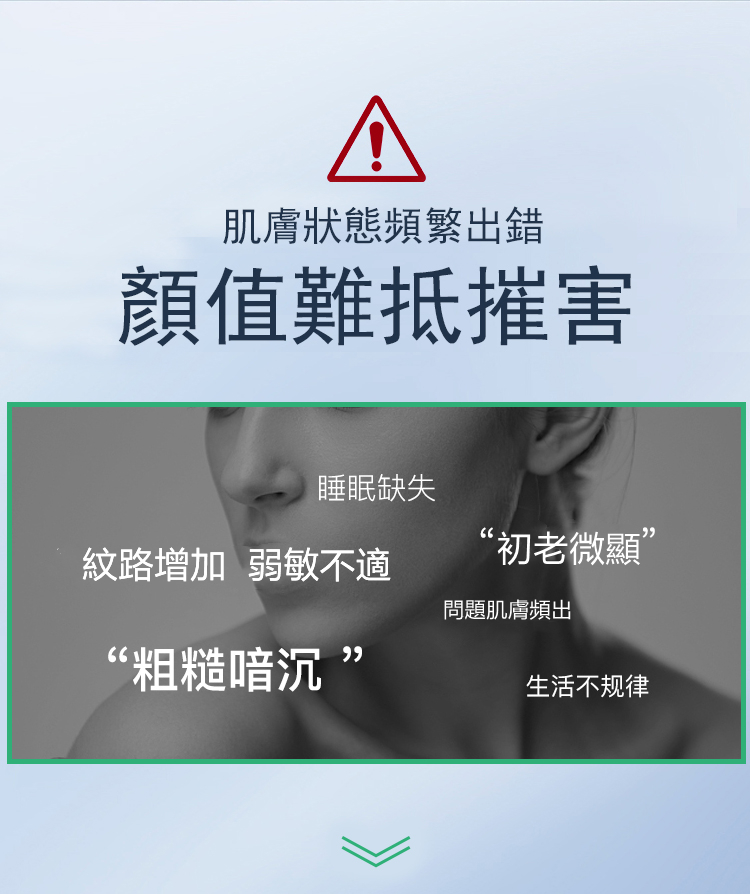 肌膚狀態頻繁出錯
顏值難抵摧害
睡眠缺失
“初老微顯”
紋路增加 弱敏不適
問題肌膚頻出
“粗糙喑沉 ”
生活不规律